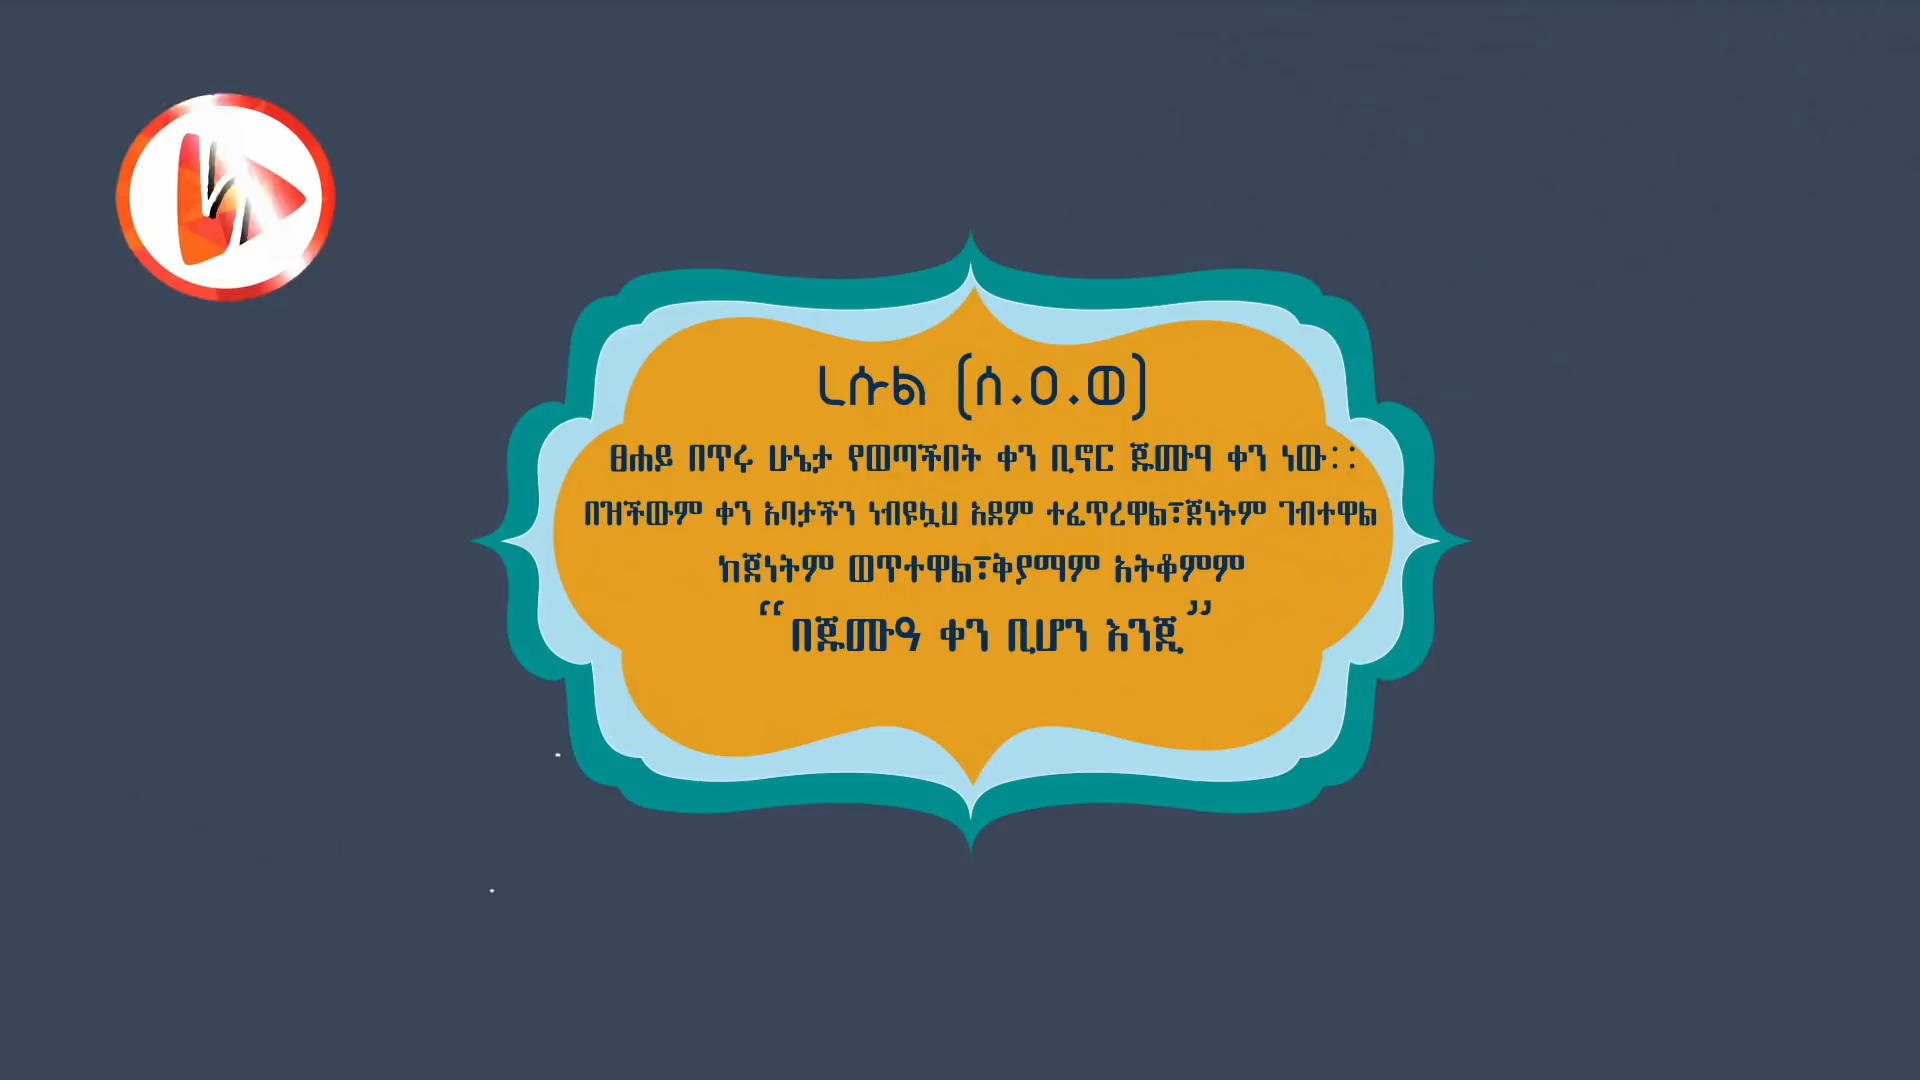 ረሱል (ሰ.ዐ.ወ)
ፀሐይ በጥሩ ሁኔታ የወጣችበት ቀን ቢኖር ጁሙዓ ቀን ነው::
በዝችውም ቀን አባታችን ነብዩሏህ አደም ተፈጥረዋል፣ጀነትም ገብተዋል
ከጀነትም ወጥተዋል፣ቅያማም አትቆምም
“በጁሙዓ ቀን ቢሆን እንጂ”